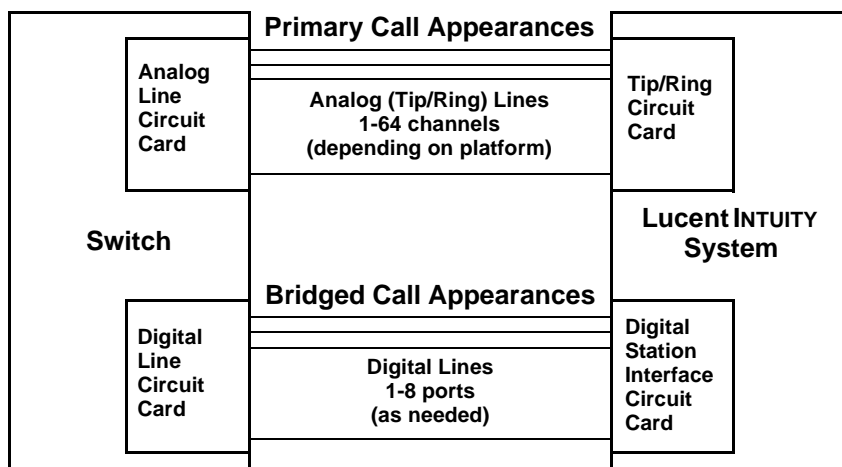 Primary Call Appearances
Analog
Line
Circuit
Card
Analog (Tip/Ring) Lines
1-64 channels
(depending on platform)
Tip/Ring
Circuit
Card
Switch
Lucent INTUITY
System
Bridged Call Appearances
Digital
Line
Circuit
Card
Digital Lines
1-8 ports
(as needed)
Digital
Station
Interface
Circuit
Card